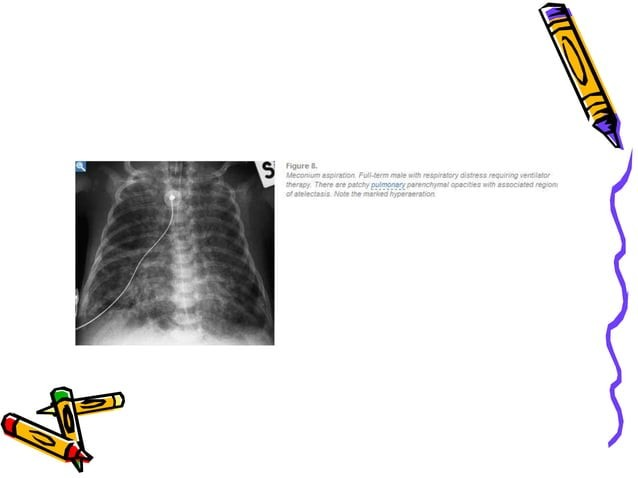 Figure 8.
Meconium aspiration. Full-term male with respiratory distress requiring ventilator
therapy. There are patchy pulmonary parenchymal opacities with associated regions
of atelectasis. Note the marked hyperaeration.
S